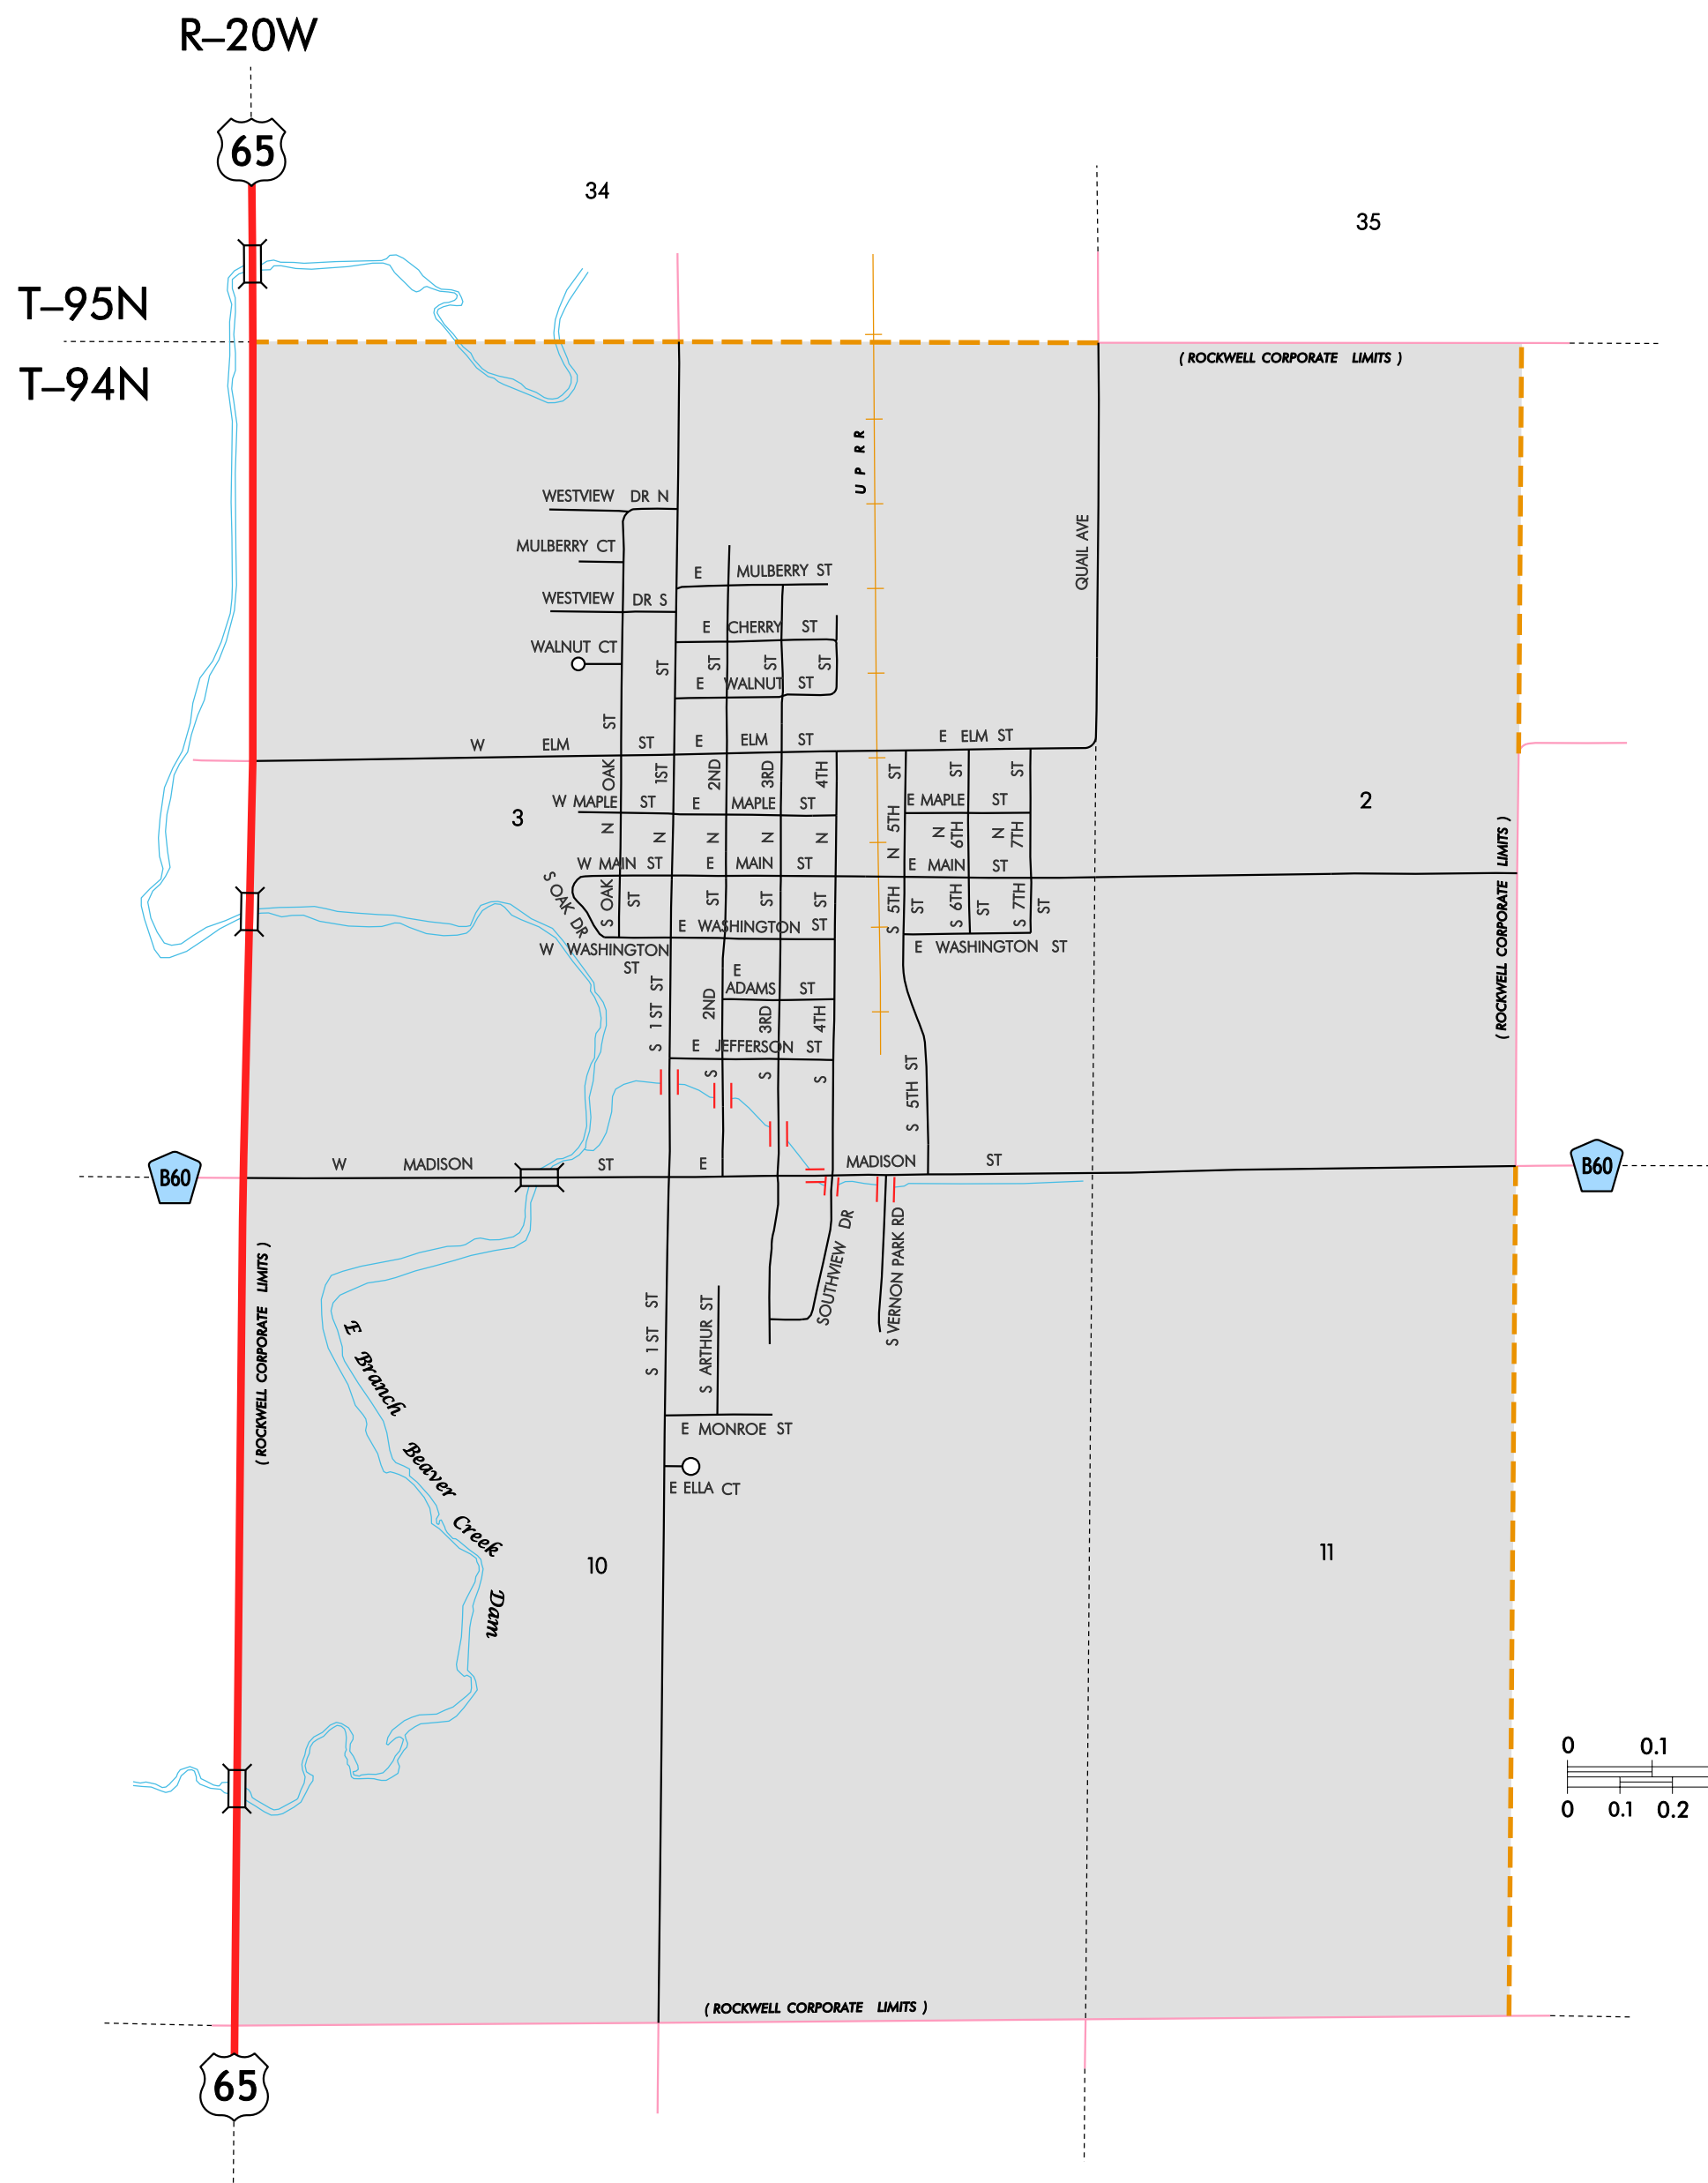 R–20W
65
34
35
T–95N
T–94N
( ROCKWELL CORPORATE LIMITS )
U P RR
QUAIL AVE
WESTVIEW DR N
MULBERRY CT
E MULBERRY ST
WESTVIEW DR S
E CHERRY ST
WALNUT CT
E WALNUT ST
W ELM ST
E ELM ST
E ELM ST
N OAK ST
N 1ST ST
N 2ND ST
N 3RD ST
N 4TH ST
N 5TH ST
N 6TH ST
N 7TH ST
W MAPLE ST
E MAPLE ST
E MAPLE ST
3
2
W MAIN ST
E MAIN ST
E MAIN ST
( ROCKWELL CORPORATE LIMITS )
S OAK DR
S OAK ST
S 5TH ST
S 6TH ST
S 7TH ST
E WASHINGTON ST
W WASHINGTON
ST
E WASHINGTON ST
E
ADAMS ST
S 1ST ST
S 2ND ST
S 3RD ST
S 4TH ST
E JEFFERSON ST
S 5TH ST
B60
W MADISON ST
E MADISON ST
B60
SOUTHVIEW DR
S VERNON PARK RD
( ROCKWELL CORPORATE LIMITS )
S 1ST ST
S ARTHUR ST
E Branch Beaver Creek Dam
E MONROE ST
E ELLA CT
10
11
0 0.1
0 0.1 0.2
( ROCKWELL CORPORATE LIMITS )
65